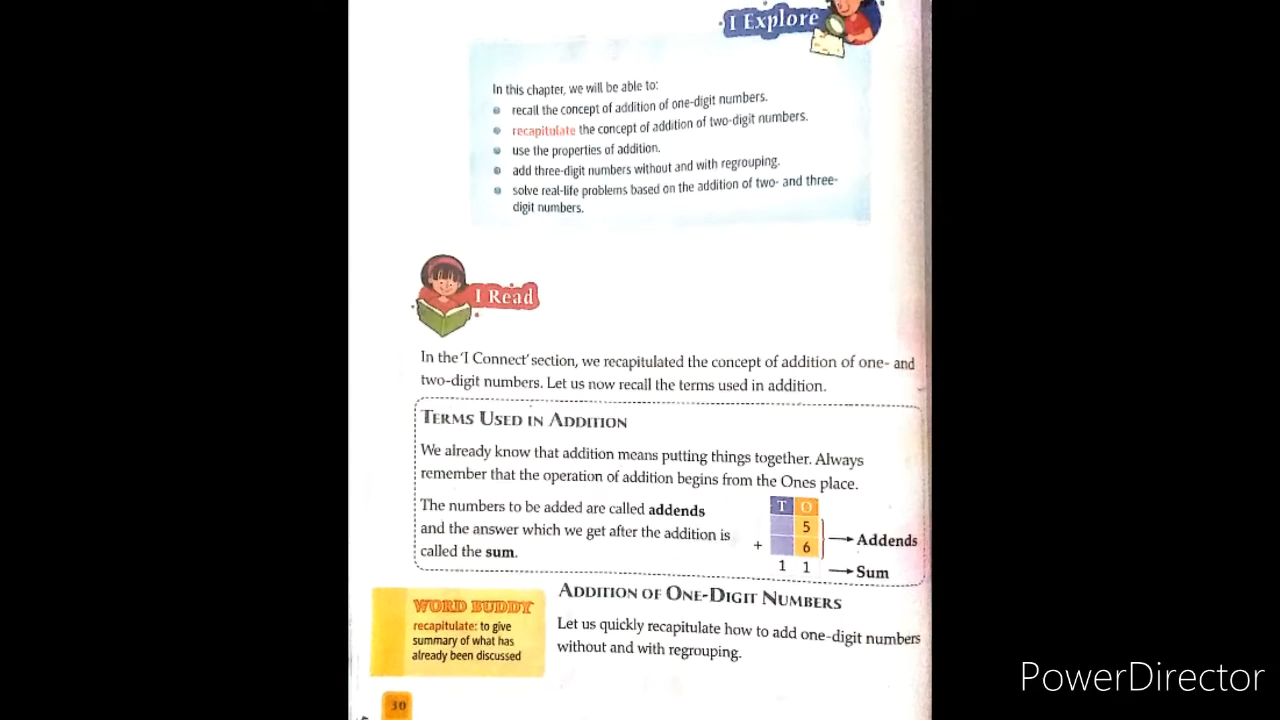 I Explore
In this chapter, we will be able to:
recall the concept of addition of one-digit numbers.
recapitulate the concept of addition of two-digit numbers.
use the properties of addition.
add three-digit numbers without and with regrouping.
solve real-life problems based on the addition of two- and three-
digit numbers.
I Read
In the 'I Connect' section, we recapitulated the concept of addition of one- and
two-digit numbers. Let us now recall the terms used in addition.
TERMS USED IN ADDITION
We already know that addition means putting things together. Always
remember that the operation of addition begins from the Ones place.
The numbers to be added are called addends
and the answer which we get after the addition is
called the sum.
T O
5
+ 6
Addends
1 1
Sum
ADDITION OF ONE-DIGIT NUMBERS
Let us quickly recapitulate how to add one-digit numbers
without and with regrouping.
WORD BUDDY
recapitulate: to give
summary of what has
already been discussed
30
PowerDirector